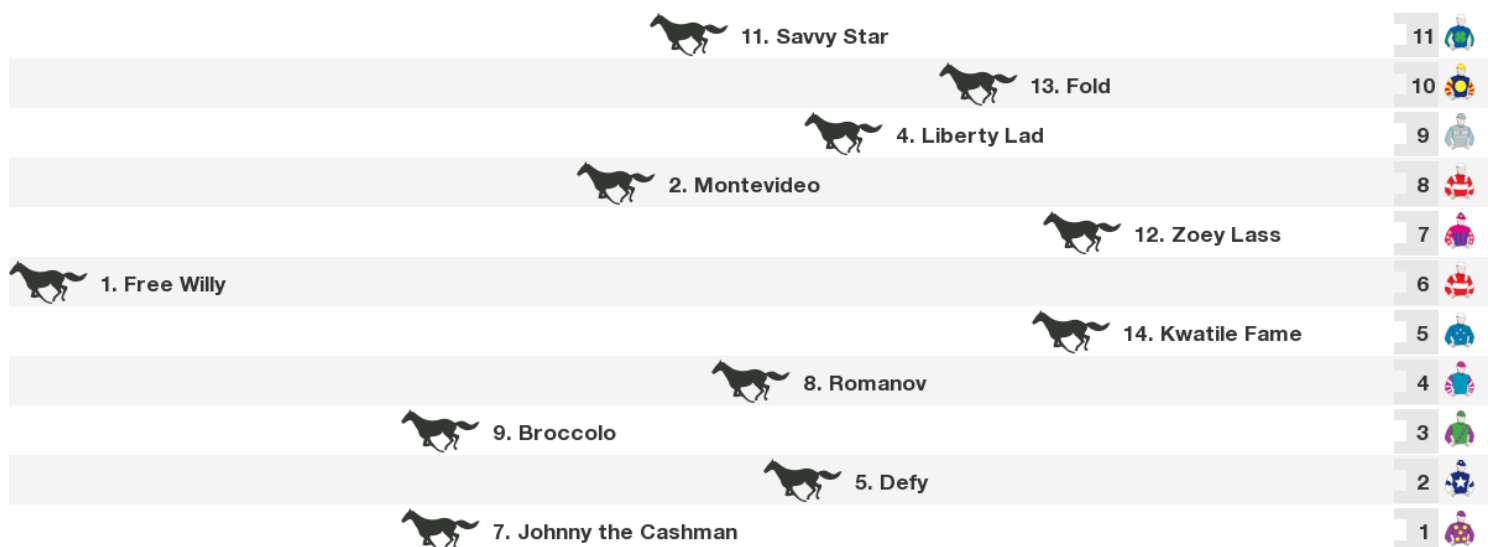 11. Savvy Star 11
13. Fold 10
4. Liberty Lad 9
2. Montevideo 8
12. Zoey Lass 7
1. Free Willy 6
14. Kwatile Fame 5
8. Romanov 4
9. Broccolo 3
5. Defy 2
7. Johnny the Cashman 1